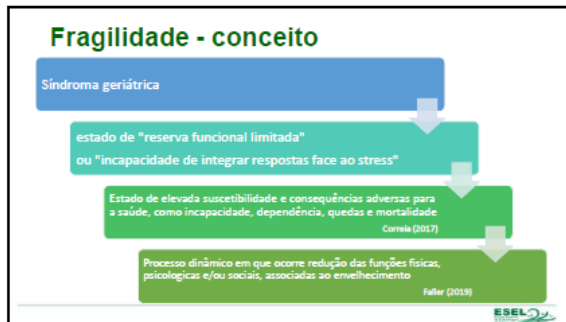 Fragilidade - conceito
Síndroma geriátrica
estado de "reserva funcional limitada"
ou "incapacidade de integrar respostas face ao stress"
Estado de elevada suscetibilidade e consequências adversas para
a saúde, como incapacidade, dependência, quedas e mortalidade
Correia (2017)
Processo dinâmico em que ocorre redução das funções físicas,
psicologicas e/ou sociais, associadas ao envelhecimento
Faller (2019)
ESEL